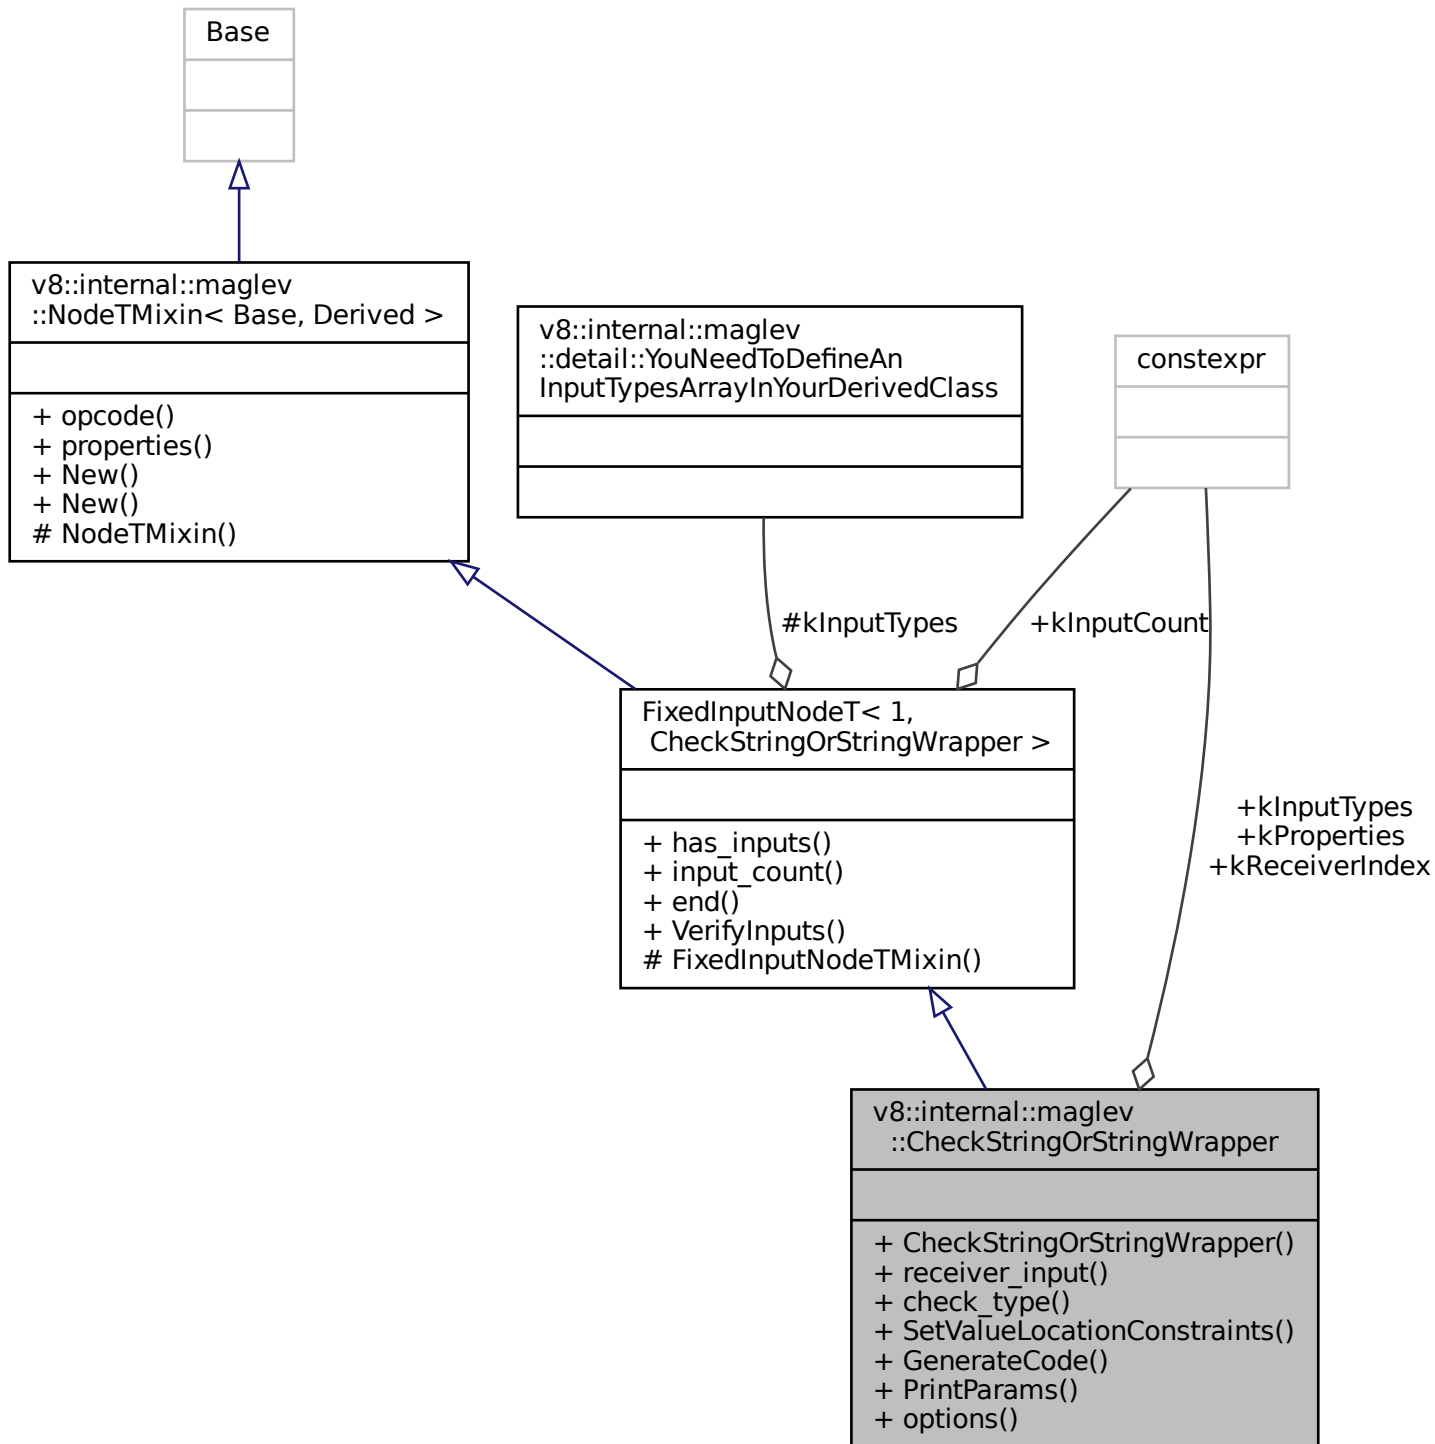 Base
v8::internal::maglev
::NodeTMixin< Base, Derived >
+ opcode()
+ properties()
+ New()
+ New()
# NodeTMixin()
v8::internal::maglev
::detail::YouNeedToDefineAn
InputTypesArrayInYourDerivedClass
constexpr
#kInputTypes
+kInputCount
FixedInputNodeT< 1,
CheckStringOrStringWrapper >
+ has_inputs()
+ input_count()
+ end()
+ VerifyInputs()
# FixedInputNodeTMixin()
+kInputTypes
+kProperties
+kReceiverIndex
v8::internal::maglev
::CheckStringOrStringWrapper
+ CheckStringOrStringWrapper()
+ receiver_input()
+ check_type()
+ SetValueLocationConstraints()
+ GenerateCode()
+ PrintParams()
+ options()